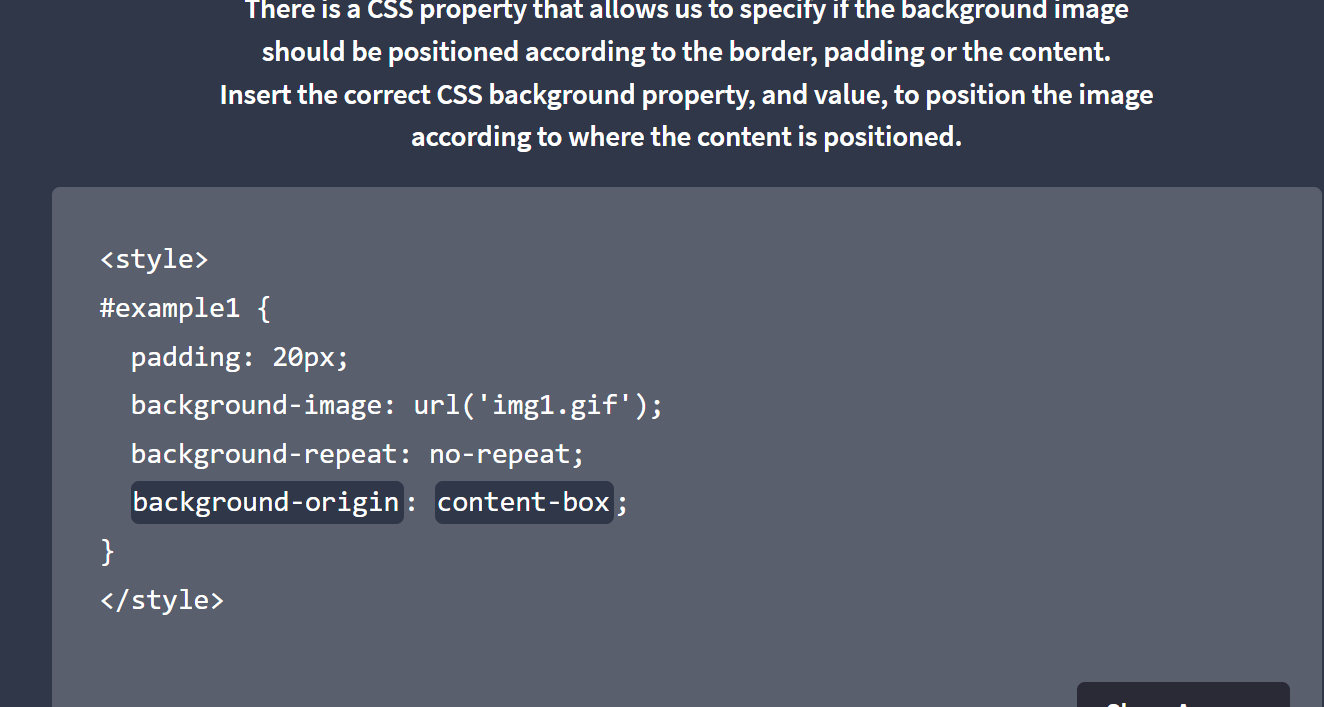 There is a CSS property that allows us to specify if the background image
should be positioned according to the border, padding or the content.
Insert the correct CSS background property, and value, to position the image
according to where the content is positioned.
<style>
#example1 {
  padding: 20px;
  background-image: url('img1.gif');
  background-repeat: no-repeat;
  background-origin: content-box;
}
</style>